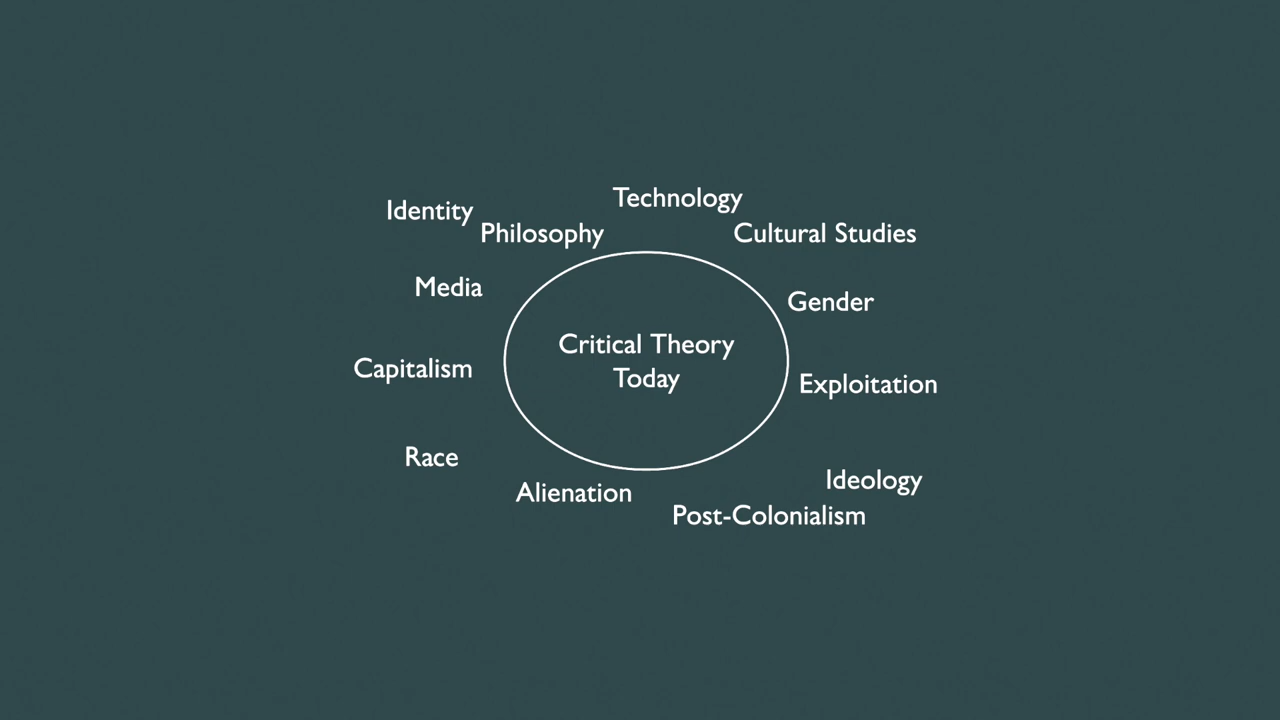 Technology
Identity
Philosophy
Cultural Studies
Media
Gender
Critical Theory
Today
Capitalism
Exploitation
Race
Ideology
Alienation
Post-Colonialism